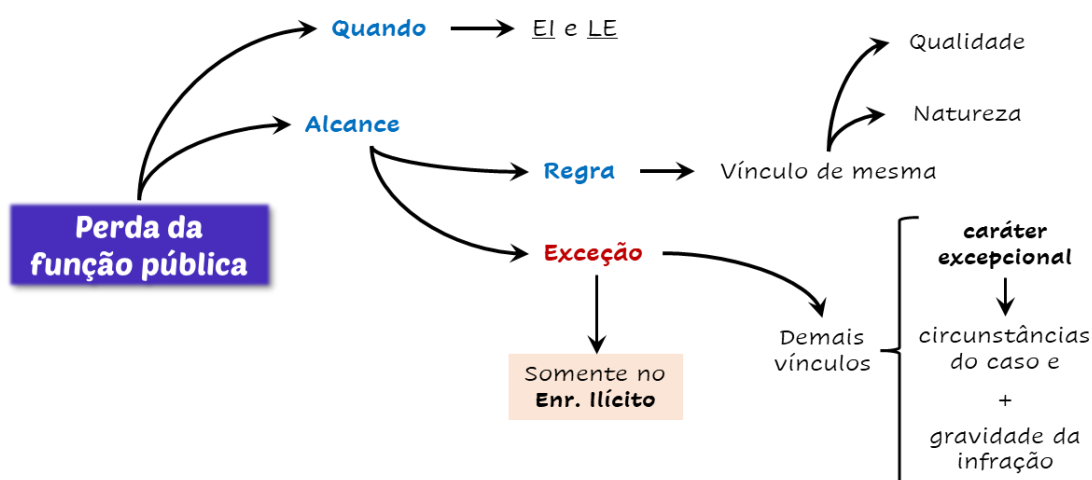 Quando
EI e LE
Qualidade
Alcance
Natureza
Regra
Vínculo de mesma
Perda da
função pública
Exceção
caráter
excepcional
Demais
vínculos
circunstâncias
do caso e
+
gravidade da
infração
Somente no
Enr. Ilícito